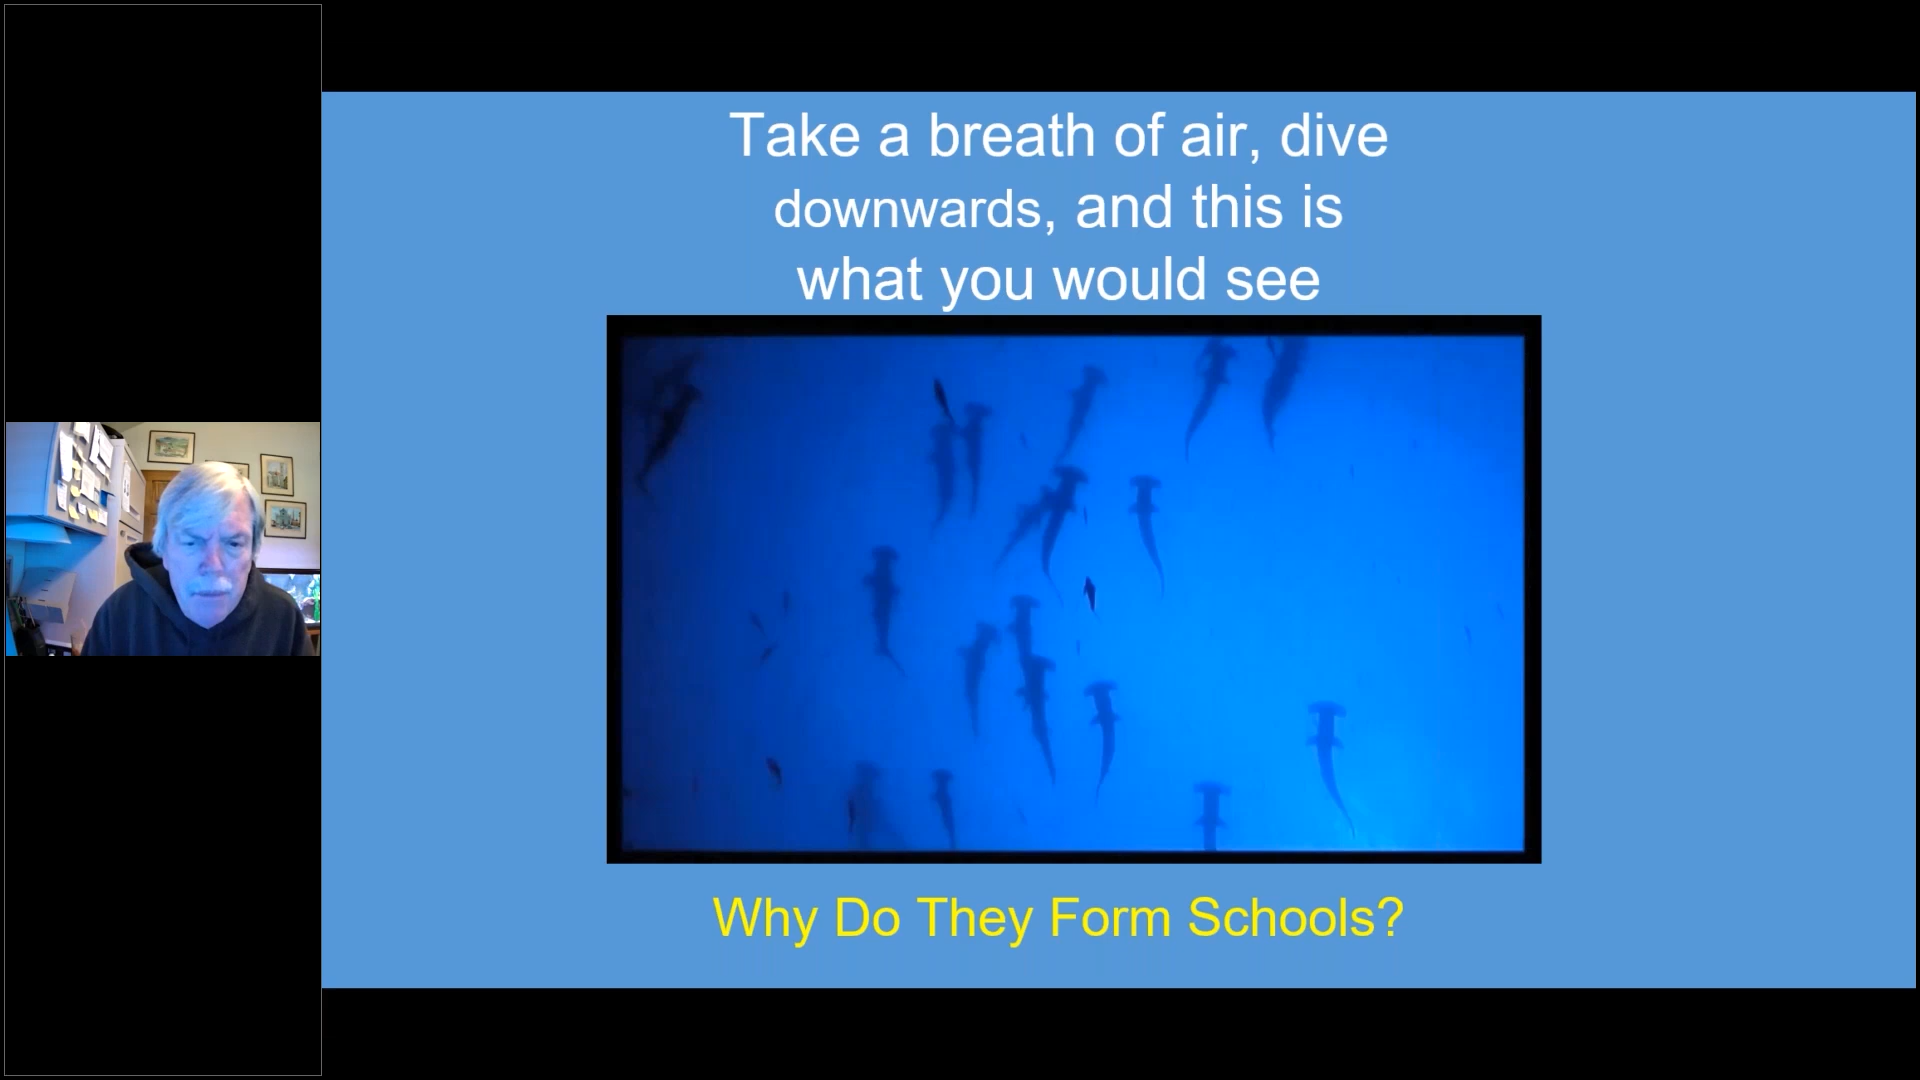 Take a breath of air, dive
downwards, and this is
what you would see
Why Do They Form Schools?